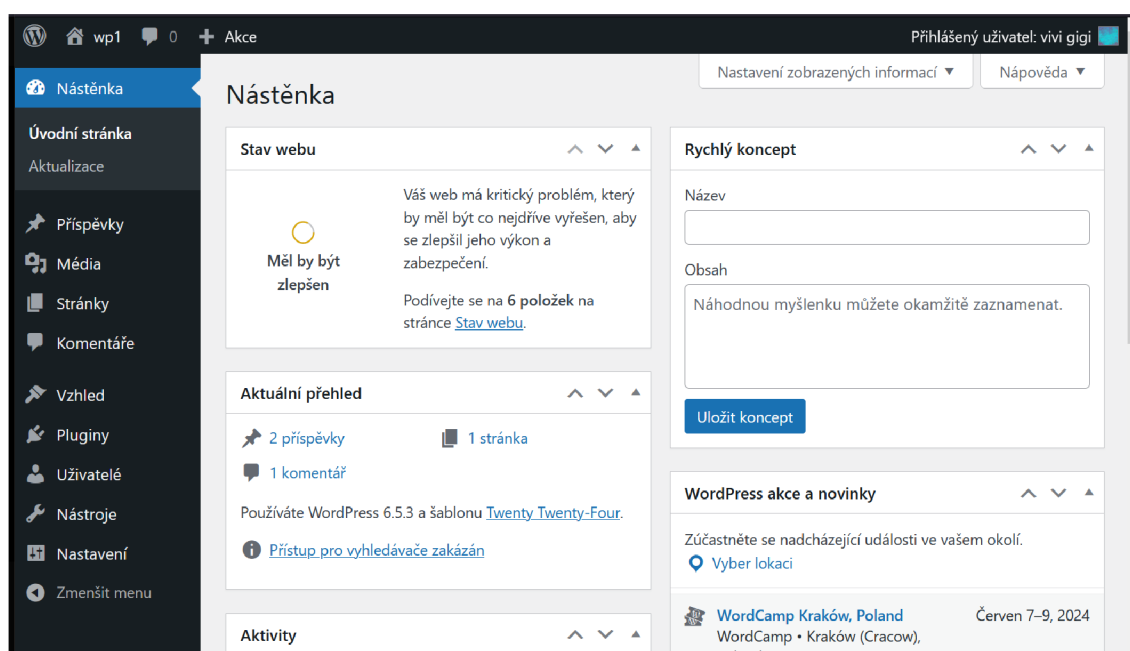 wp1
0
Akce
Přihlášený uživatel: vivi gigi
Nástěnka
Úvodní stránka
Aktualizace
Příspěvky
Média
Stránky
Komentáře
Vzhled
Pluginy
Uživatelé
Nástroje
Nastavení
Zmenšit menu
Nastavení zobrazených informací
Nápověda
Nástěnka
Stav webu
Měl by být
zlepšen
Váš web má kritický problém, který
by měl být co nejdříve vyřešen, aby
se zlepšil jeho výkon a
zabezpečení.
Podívejte se na 6 položek na
stránce Stav webu.
Aktuální přehled
2 příspěvky
1 stránka
1 komentář
Používáte WordPress 6.5.3 a šablonu Twenty Twenty-Four.
Přístup pro vyhledávače zakázán
Aktivity
Rychlý koncept
Název
Obsah
Náhodnou myšlenku můžete okamžitě zaznamenat.
Uložit koncept
WordPress akce a novinky
Zúčastněte se nadcházející události ve vašem okolí.
Vyber lokaci
WordCamp Kraków, Poland
Červen 7–9, 2024
WordCamp • Kraków (Cracow),